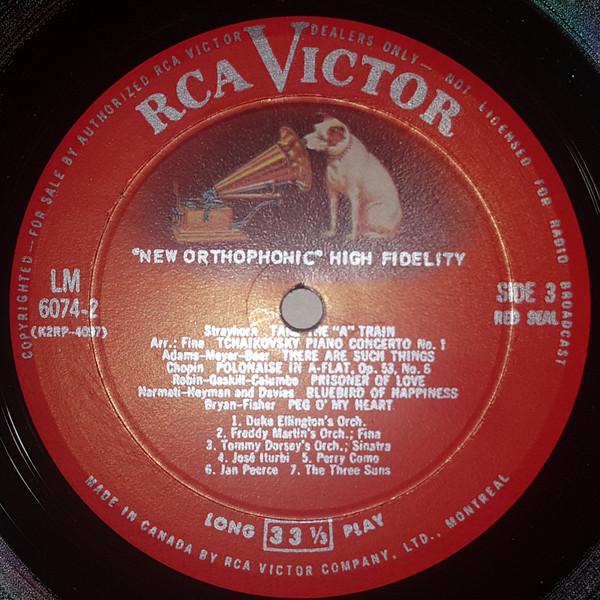 COPYRIGHTED—FOR SALE BY AUTHORIZED RCA VICTOR DEALERS ONLY— NOT LICENSED FOR RADIO BROADCAST
RCA VICTOR
"NEW ORTHOPHONIC" HIGH FIDELITY
LM
6074-2
(K2RP-4097)
SIDE 3
RED SEAL
Strayhorn TAKE THE "A" TRAIN
Arr.: Fina TCHAIKOVSKY PIANO CONCERTO No. 1
Adams-Meyer-Baer THERE ARE SUCH THINGS
Chopin POLONAISE IN A-FLAT, Op. 53, No. 6
Robin-Gaskill-Columbo PRISONER OF LOVE
Harmati-Heyman and Davies BLUEBIRD OF HAPPINESS
Bryan-Fisher PEG O' MY HEART
1. Duke Ellington's Orch.
2. Freddy Martin's Orch.; Fina
3. Tommy Dorsey's Orch.; Sinatra
4. José Iturbi 5. Perry Como
6. Jan Peerce 7. The Three Suns
LONG 33 1/3 PLAY
MADE IN CANADA BY RCA VICTOR COMPANY, LTD., MONTREAL